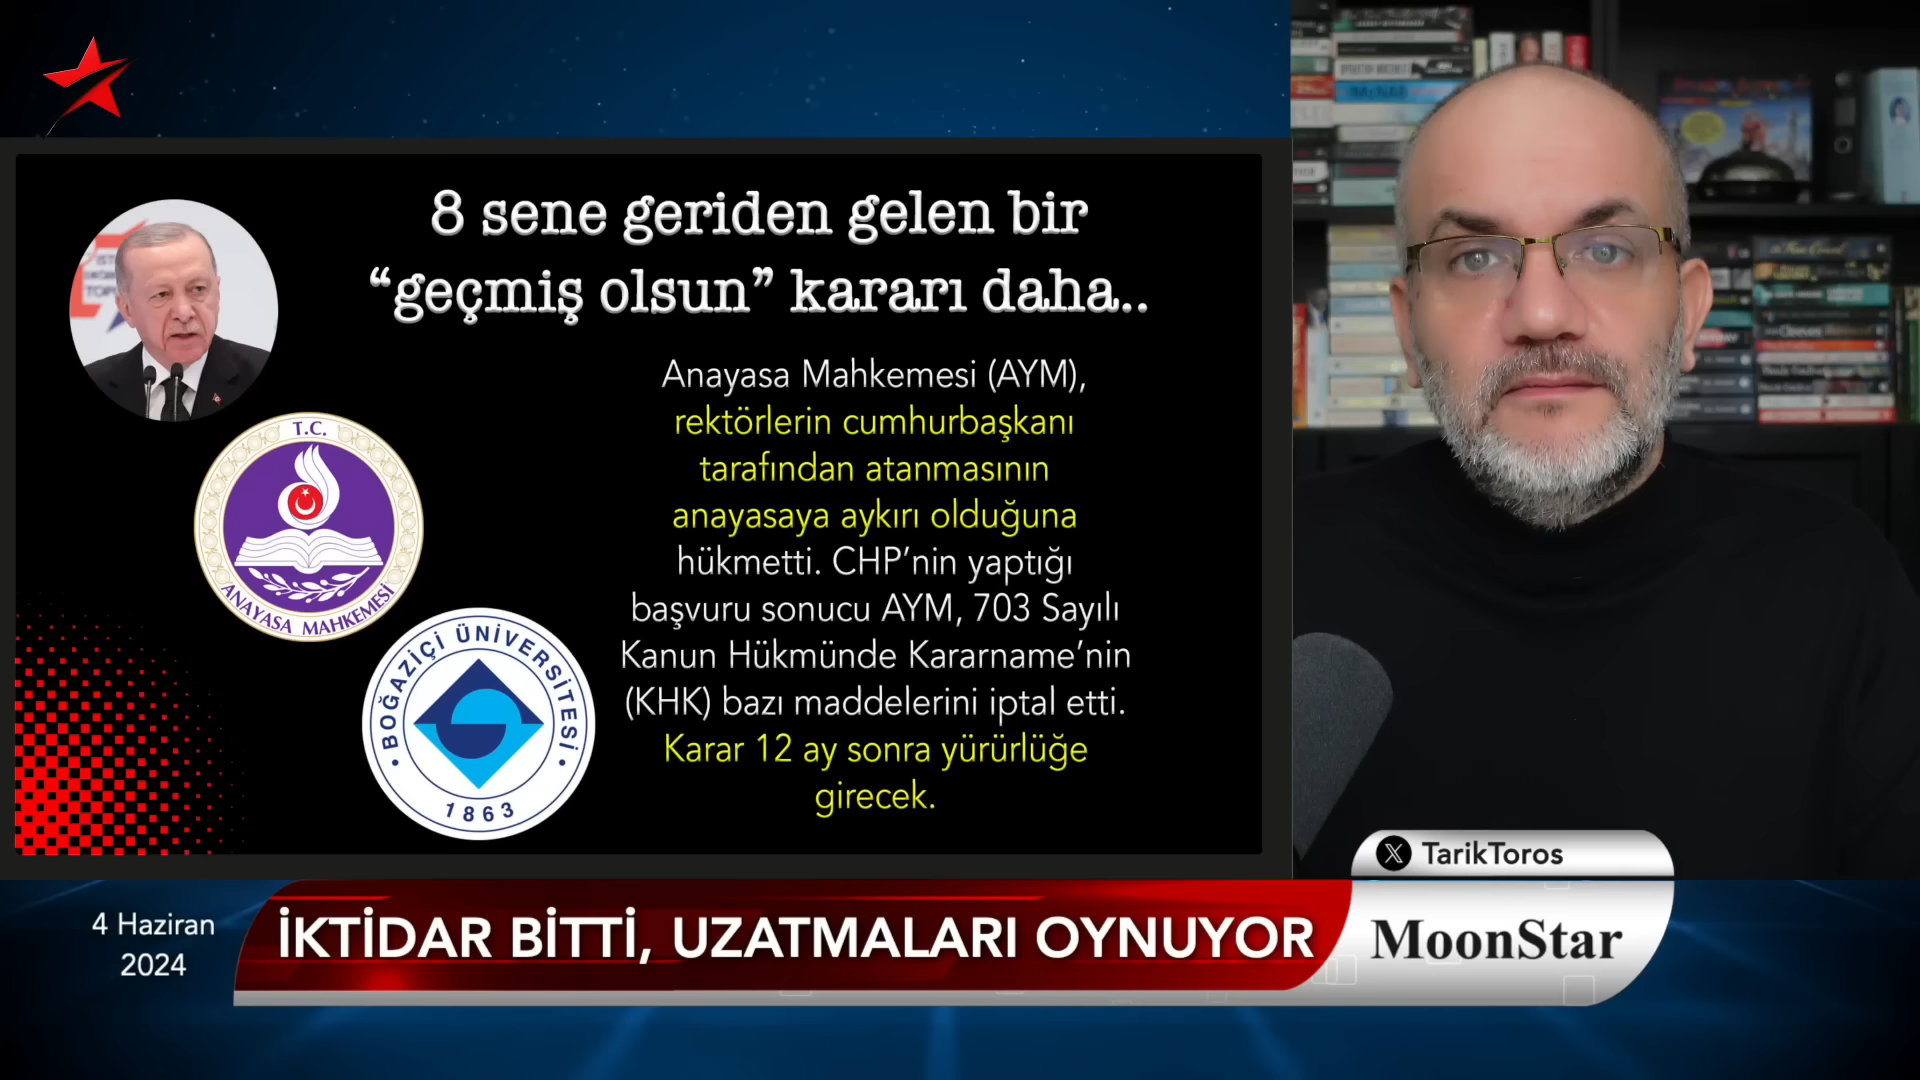 8 sene geriden gelen bir
“geçmiş olsun” kararı daha..
Anayasa Mahkemesi (AYM),
rektörlerin cumhurbaşkanı
tarafından atanmasının
anayasaya aykırı olduğuna
hükmetti. CHP’nin yaptığı
başvuru sonucu AYM, 703 Sayılı
Kanun Hükmünde Kararname’nin
(KHK) bazı maddelerini iptal etti.
Karar 12 ay sonra yürürlüğe
girecek.
T.C.
ANAYASA MAHKEMESİ
BOĞAZİÇİ ÜNİVERSİTESİ
1863
TarikToros
4 Haziran
2024
İKTİDAR BİTTİ, UZATMALARI OYNUYOR
MoonStar